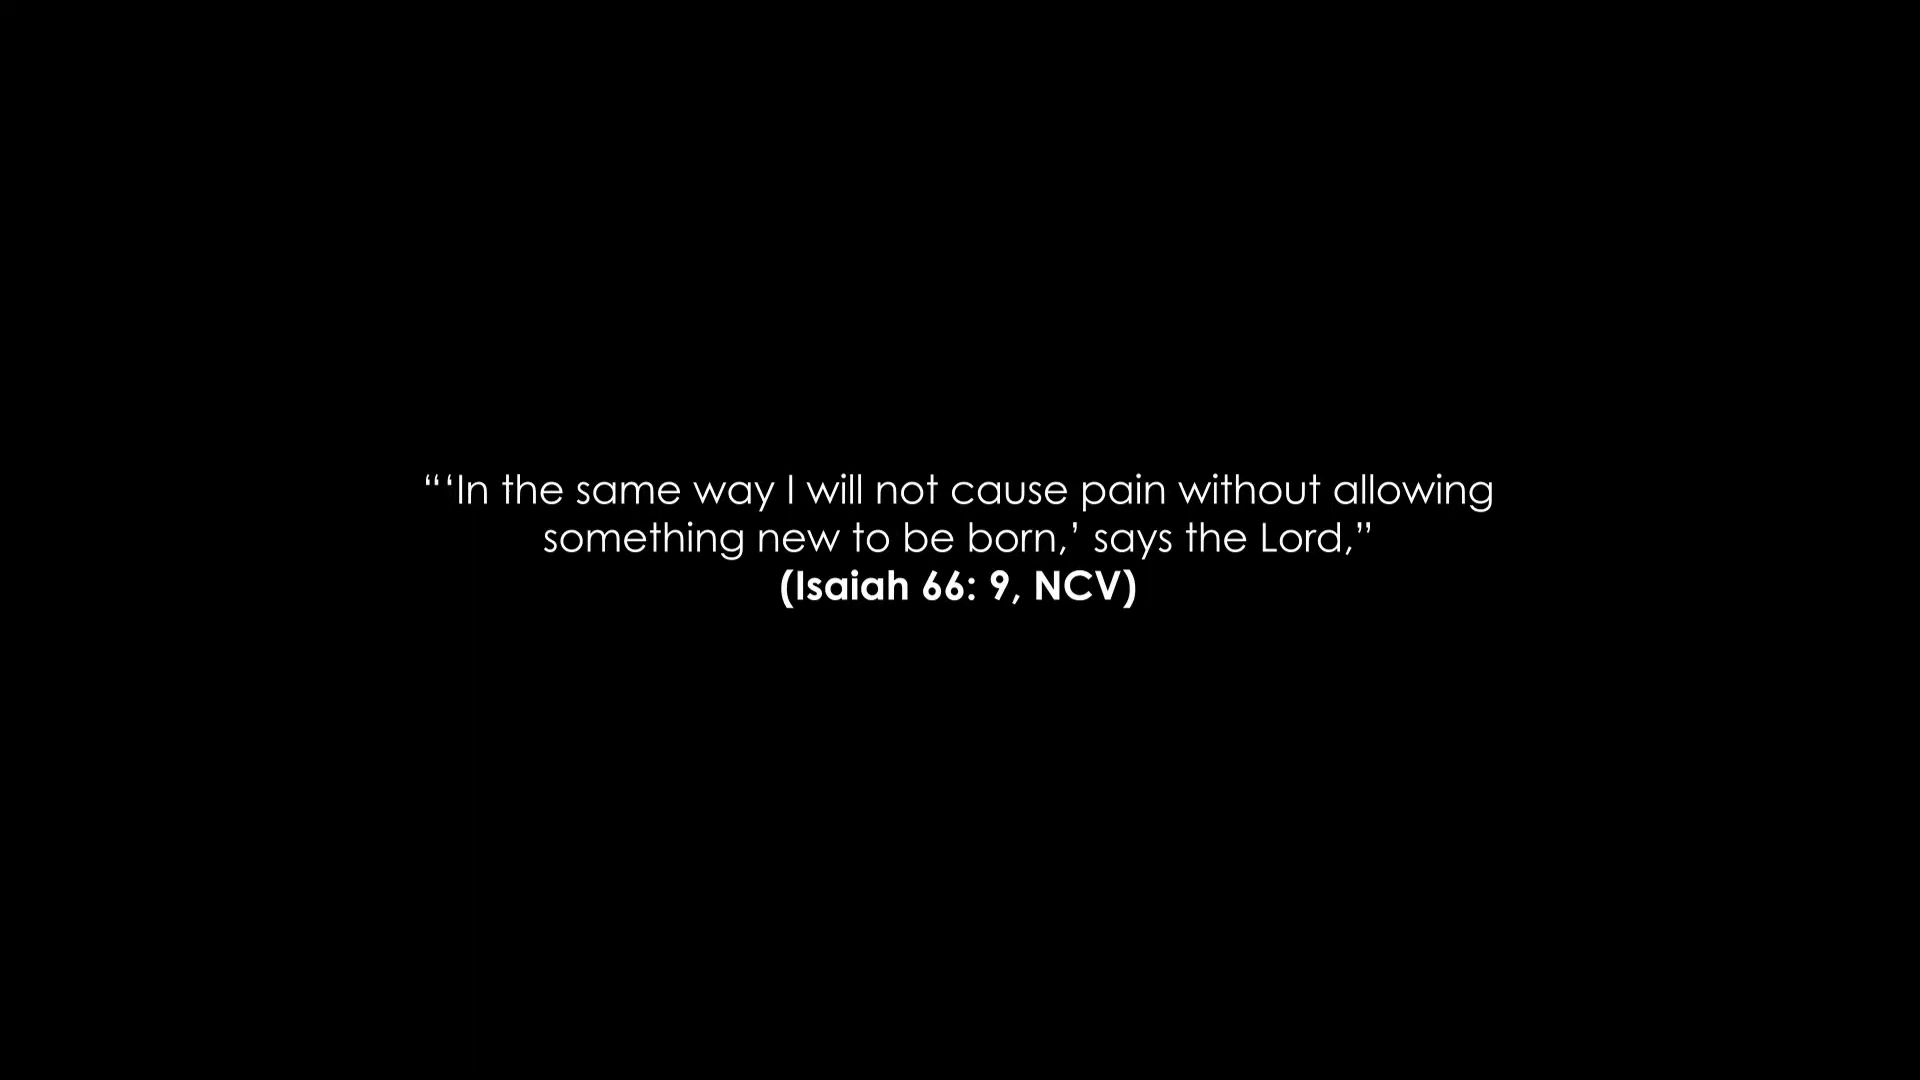 “‘In the same way I will not cause pain without allowing
something new to be born,’ says the Lord,”
(Isaiah 66: 9, NCV)